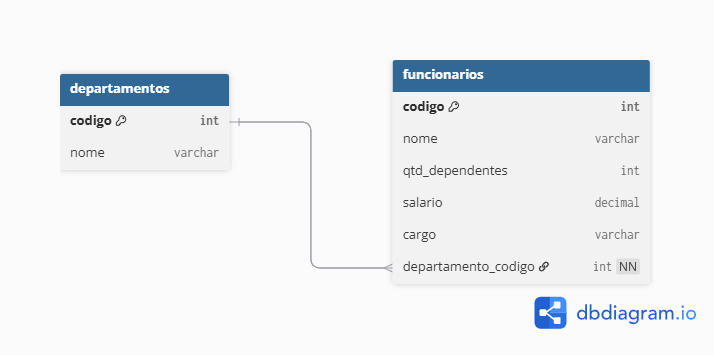 departamentos
codigo int
nome varchar
funcionarios
codigo int
nome varchar
qtd_dependentes int
salario decimal
cargo varchar
departamento_codigo int NN
dbdiagram.io